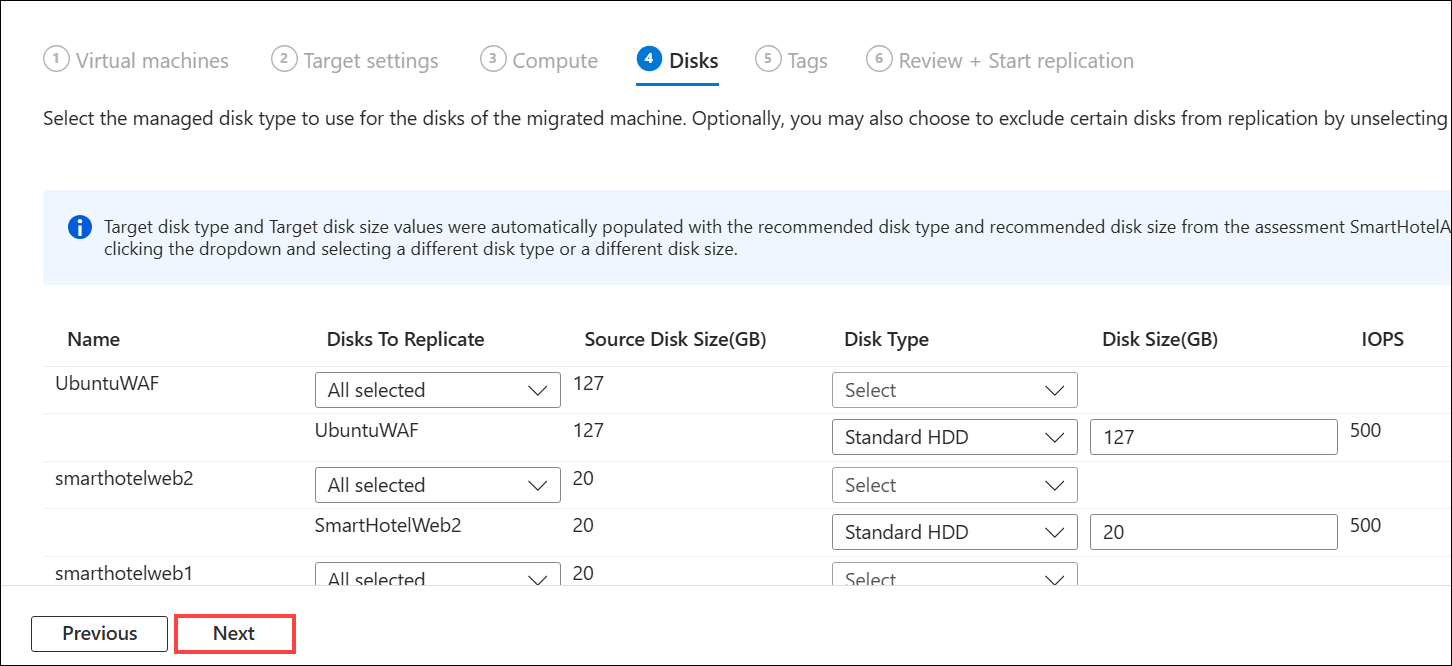 1 Virtual machines 2 Target settings 3 Compute 4 Disks 5 Tags 6 Review + Start replication
Select the managed disk type to use for the disks of the migrated machine. Optionally, you may also choose to exclude certain disks from replication by unselecting
Target disk type and Target disk size values were automatically populated with the recommended disk type and recommended disk size from the assessment SmartHotelA
clicking the dropdown and selecting a different disk type or a different disk size.
Name Disks To Replicate Source Disk Size(GB) Disk Type Disk Size(GB) IOPS
UbuntuWAF All selected 127 Select
UbuntuWAF 127 Standard HDD 127 500
smarthotelweb2 All selected 20 Select
SmartHotelWeb2 20 Standard HDD 20 500
smarthotelweb1 All selected 20 Select
Previous Next